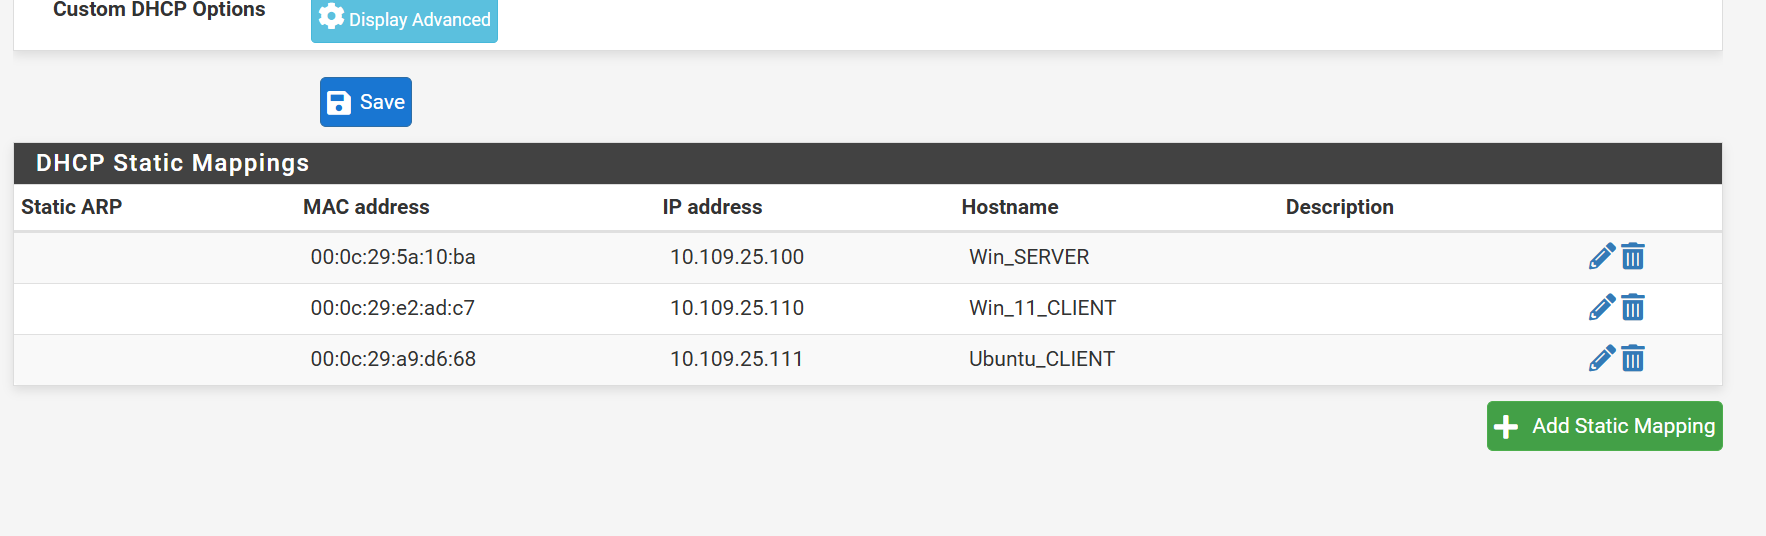 Custom DHCP Options
Display Advanced
Save
DHCP Static Mappings
Static ARP MAC address IP address Hostname Description
00:0c:29:5a:10:ba 10.109.25.100 Win_SERVER
00:0c:29:e2:ad:c7 10.109.25.110 Win_11_CLIENT
00:0c:29:a9:d6:68 10.109.25.111 Ubuntu_CLIENT
Add Static Mapping